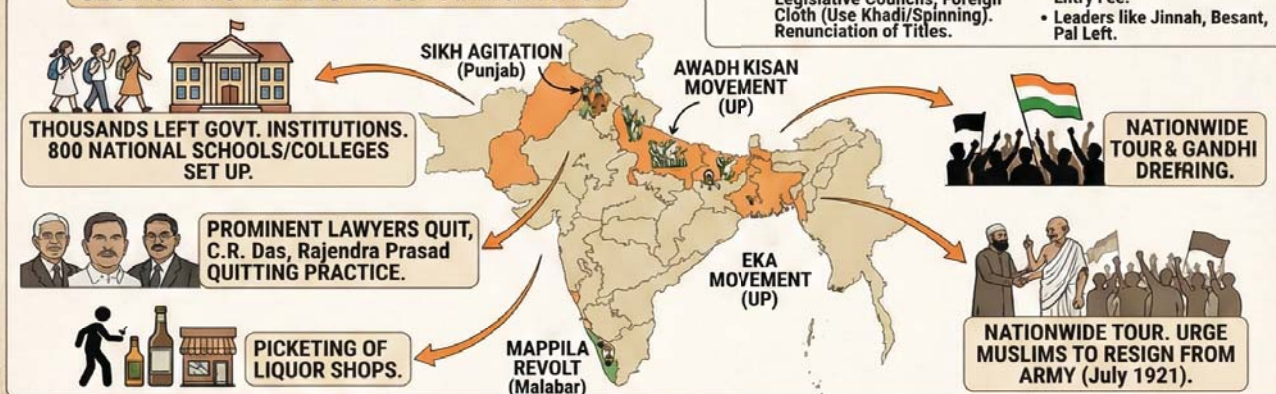 Legislative Councils, Foreign
Cloth (Use Khadi/Spinning).
Renunciation of Titles.
Entry Fee.
• Leaders like Jinnah, Besant,
Pal Left.
SIKH AGITATION
(Punjab)
AWADH KISAN
MOVEMENT
(UP)
THOUSANDS LEFT GOVT. INSTITUTIONS.
800 NATIONAL SCHOOLS/COLLEGES
SET UP.
NATIONWIDE
TOUR & GANDHI
DREFRING.
PROMINENT LAWYERS QUIT,
C.R. Das, Rajendra Prasad
QUITTING PRACTICE.
EKA
MOVEMENT
(UP)
PICKETING OF
LIQUOR SHOPS.
MAPPILA
REVOLT
(Malabar)
NATIONWIDE TOUR. URGE
MUSLIMS TO RESIGN FROM
ARMY (July 1921).